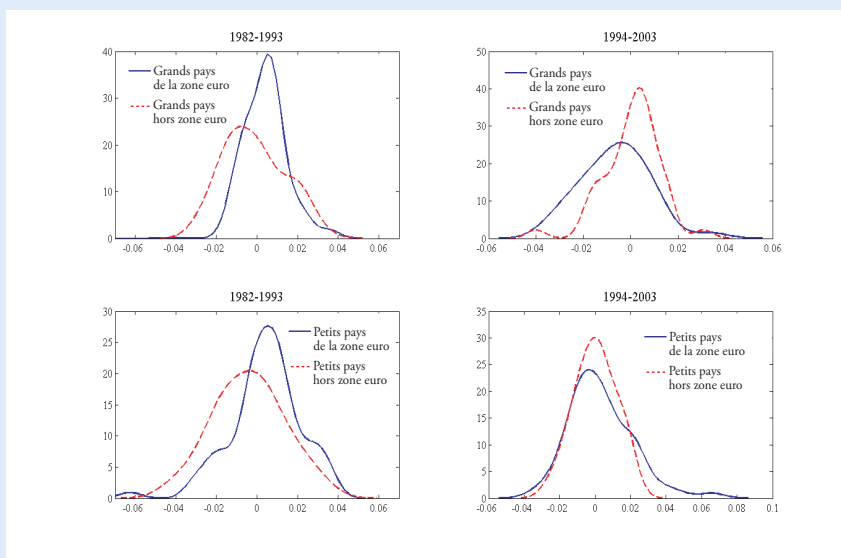 1982-1993
40
30
20
10
0
-0.06 -0.04 -0.02 0 0.02 0.04 0.06
Grands pays
de la zone euro
Grands pays
hors zone euro
1994-2003
50
40
30
20
10
0
-0.06 -0.04 -0.02 0 0.02 0.04 0.06
Grands pays
de la zone euro
Grands pays
hors zone euro
1982-1993
30
25
20
15
10
5
0
-0.06 -0.04 -0.02 0 0.02 0.04 0.06
Petits pays
de la zone euro
Petits pays
hors zone euro
1994-2003
35
30
25
20
15
10
5
0
-0.06 -0.04 -0.02 0 0.02 0.04 0.06 0.08 0.1
Petits pays
de la zone euro
Petits pays
hors zone euro